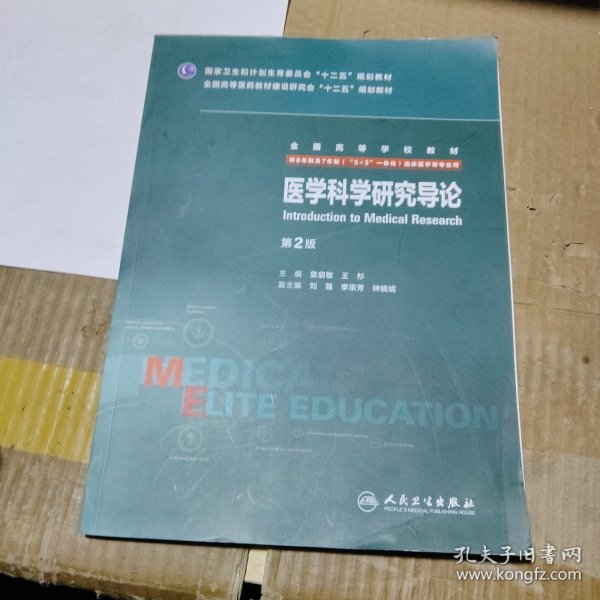 国家卫生和计划生育委员会“十二五”规划教材
全国高等医药教材建设研究会“十二五”规划教材
全国高等学校教材
供8年制及7年制（“5+3”一体化）临床医学等专业用
医学科学研究导论
Introduction to Medical Research
第2版
主编 詹启敏 王杉
副主编 刘强 李宗芳 钟晓妮
MEDICAL
ELITE EDUCATION
人民卫生出版社
PEOPLE'S MEDICAL PUBLISHING HOUSE
孔夫子旧书网
www.kongfz.com